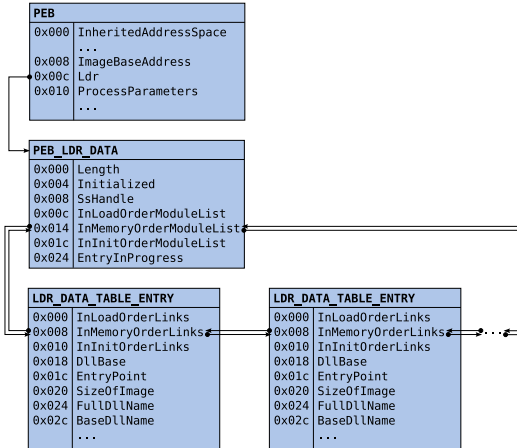 PEB
0x000 InheritedAddressSpace
...
0x008 ImageBaseAddress
0x00c Ldr
0x010 ProcessParameters
...
PEB_LDR_DATA
0x000 Length
0x004 Initialized
0x008 SsHandle
0x00c InLoadOrderModuleList
0x014 InMemoryOrderModuleList
0x01c InInitOrderModuleList
0x024 EntryInProgress
LDR_DATA_TABLE_ENTRY
0x000 InLoadOrderLinks
0x008 InMemoryOrderLinks
0x010 InInitOrderLinks
0x018 DllBase
0x01c EntryPoint
0x020 SizeOfImage
0x024 FullDllName
0x02c BaseDllName
...
LDR_DATA_TABLE_ENTRY
0x000 InLoadOrderLinks
0x008 InMemoryOrderLinks
0x010 InInitOrderLinks
0x018 DllBase
0x01c EntryPoint
0x020 SizeOfImage
0x024 FullDllName
0x02c BaseDllName
...
...